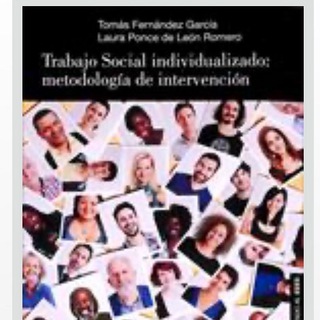 Tomás Fernández García
Laura Ponce de León Romero
Trabajo Social individualizado:
metodología de intervención